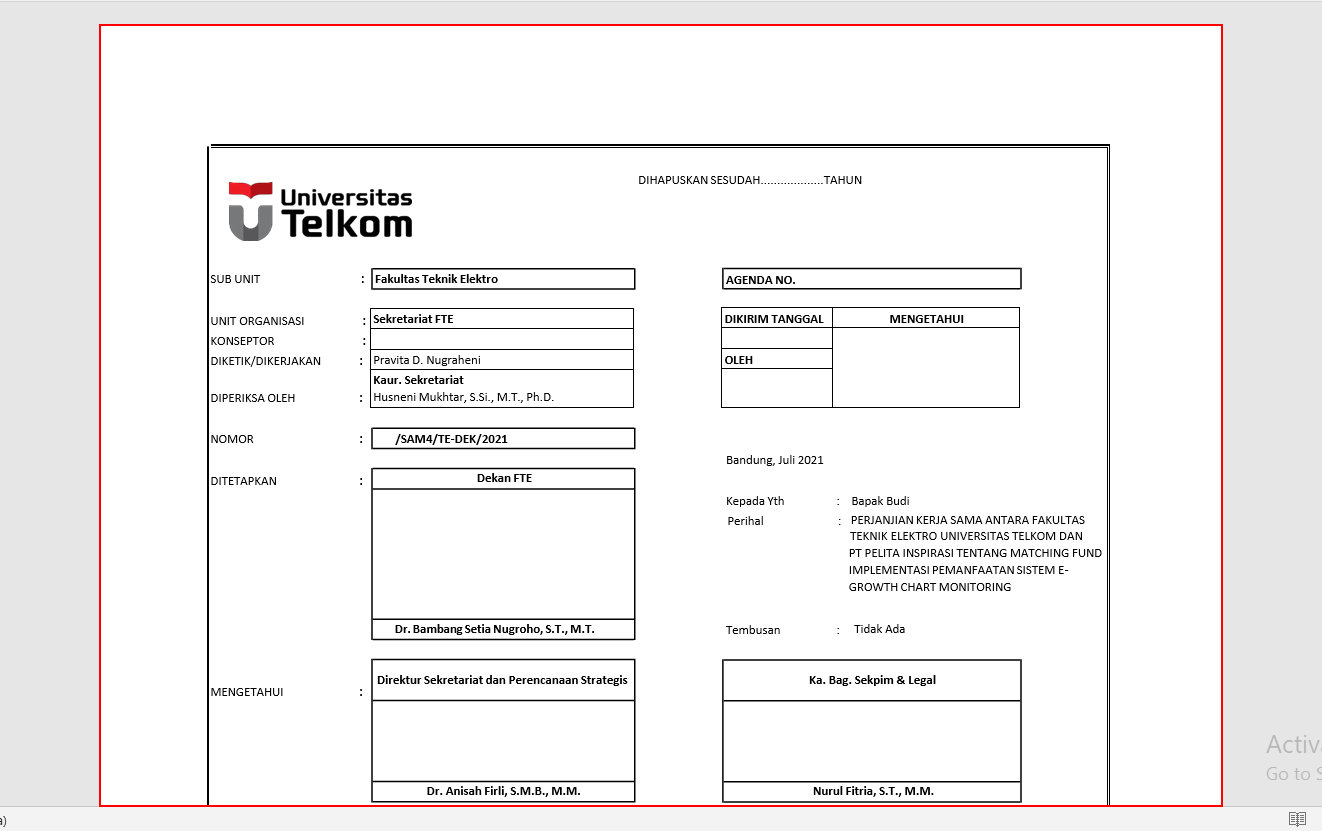 DIHAPUSKAN SESUDAH...................TAHUN
Universitas
Telkom
SUB UNIT : Fakultas Teknik Elektro
AGENDA NO.
UNIT ORGANISASI : Sekretariat FTE
DIKIRIM TANGGAL MENGETAHUI
KONSEPTOR :
DIKETIK/DIKERJAKAN : Pravita D. Nugraheni
OLEH
Kaur. Sekretariat
DIPERIKSA OLEH : Husneni Mukhtar, S.Si., M.T., Ph.D.
NOMOR : /SAM4/TE-DEK/2021
Bandung, Juli 2021
DITETAPKAN : Dekan FTE
Kepada Yth : Bapak Budi
Perihal : PERJANJIAN KERJA SAMA ANTARA FAKULTAS
TEKNIK ELEKTRO UNIVERSITAS TELKOM DAN
PT PELITA INSPIRASI TENTANG MATCHING FUND
IMPLEMENTASI PEMANFAATAN SISTEM E-
GROWTH CHART MONITORING
Dr. Bambang Setia Nugroho, S.T., M.T.
Tembusan : Tidak Ada
MENGETAHUI : Direktur Sekretariat dan Perencanaan Strategis
Ka. Bag. Sekpim & Legal
Dr. Anisah Firli, S.M.B., M.M.
Nurul Fitria, S.T., M.M.
Activ
Go to S
a)